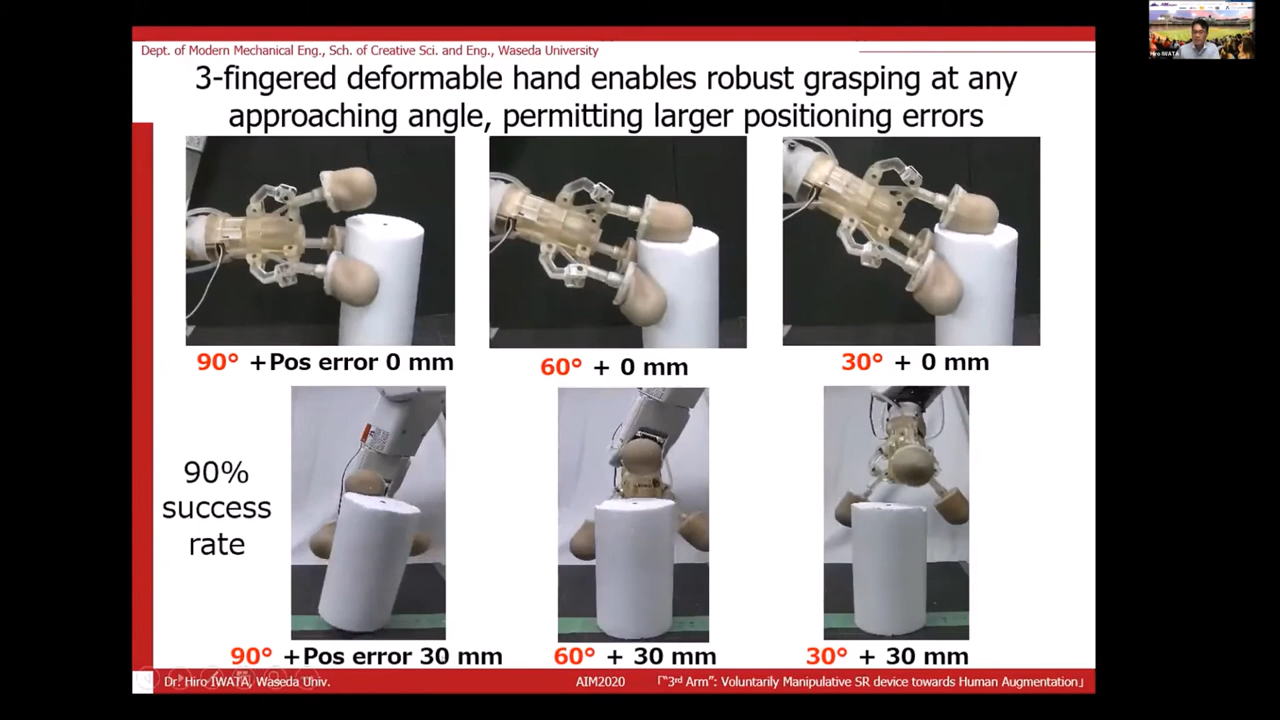 Dept. of Modern Mechanical Eng., Sch. of Creative Sci. and Eng., Waseda University
3-fingered deformable hand enables robust grasping at any
approaching angle, permitting larger positioning errors
90° +Pos error 0 mm
60° + 0 mm
30° + 0 mm
90%
success
rate
90° +Pos error 30 mm
60° + 30 mm
30° + 30 mm
Dr. Hiro IWATA, Waseda Univ.
AIM2020
「"3rd Arm": Voluntarily Manipulative SR device towards Human Augmentation」
Hiro IWATA